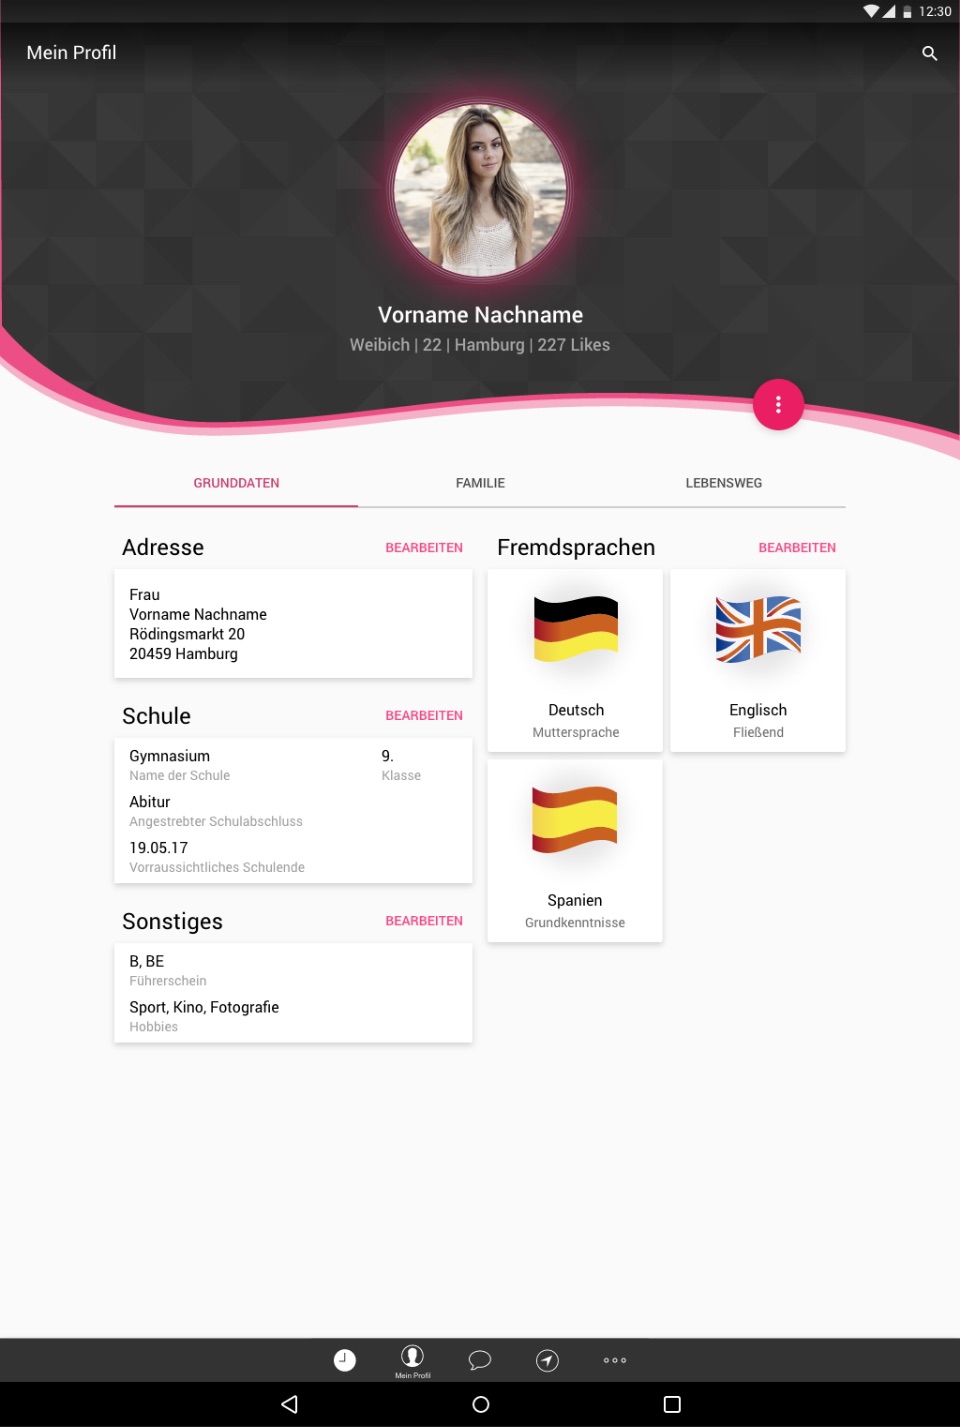 12:30
Mein Profil
Vorname Nachname
Weibich | 22 | Hamburg | 227 Likes
GRUNDDATEN
FAMILIE
LEBENSWEG
Adresse
BEARBEITEN
Frau
Vorname Nachname
Rödingsmarkt 20
20459 Hamburg
Schule
BEARBEITEN
Gymnasium
Name der Schule
9.
Klasse
Abitur
Angestrebter Schulabschluss
19.05.17
Vorraussichtliches Schulende
Sonstiges
BEARBEITEN
B, BE
Führerschein
Sport, Kino, Fotografie
Hobbies
Fremdsprachen
BEARBEITEN
Deutsch
Muttersprache
Englisch
Fließend
Spanien
Grundkenntnisse
Mein Profil